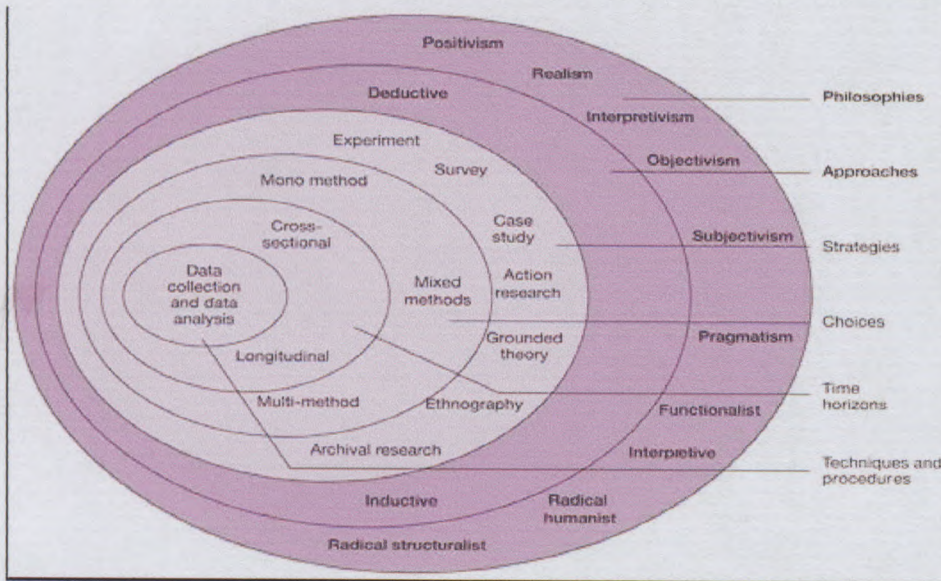 Positivism
Realism
Philosophies
Deductive
Interpretivism
Experiment
Objectivism
Approaches
Survey
Mono method
Case
study
Cross-
sectional
Subjectivism
Strategies
Data
collection
and data
analysis
Mixed
methods
Action
research
Choices
Grounded
theory
Pragmatism
Longitudinal
Time
horizons
Multi-method
Ethnography
Functionalist
Archival research
Interpretive
Techniques and
procedures
Inductive
Radical
humanist
Radical structuralist